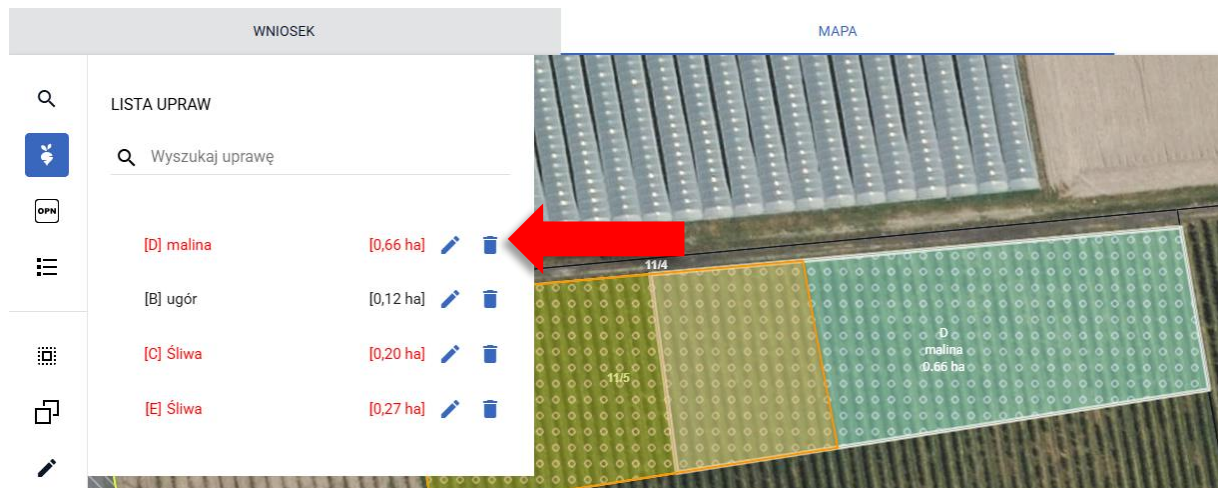 WNIOSEK
MAPA
LISTA UPRAW
Wyszukaj uprawę
OPN
[D] malina [0,66 ha]
[B] ugór [0,12 ha]
[C] Śliwa [0,20 ha]
[E] Śliwa [0,27 ha]
11/4
11/5
D
malina
0.66 ha